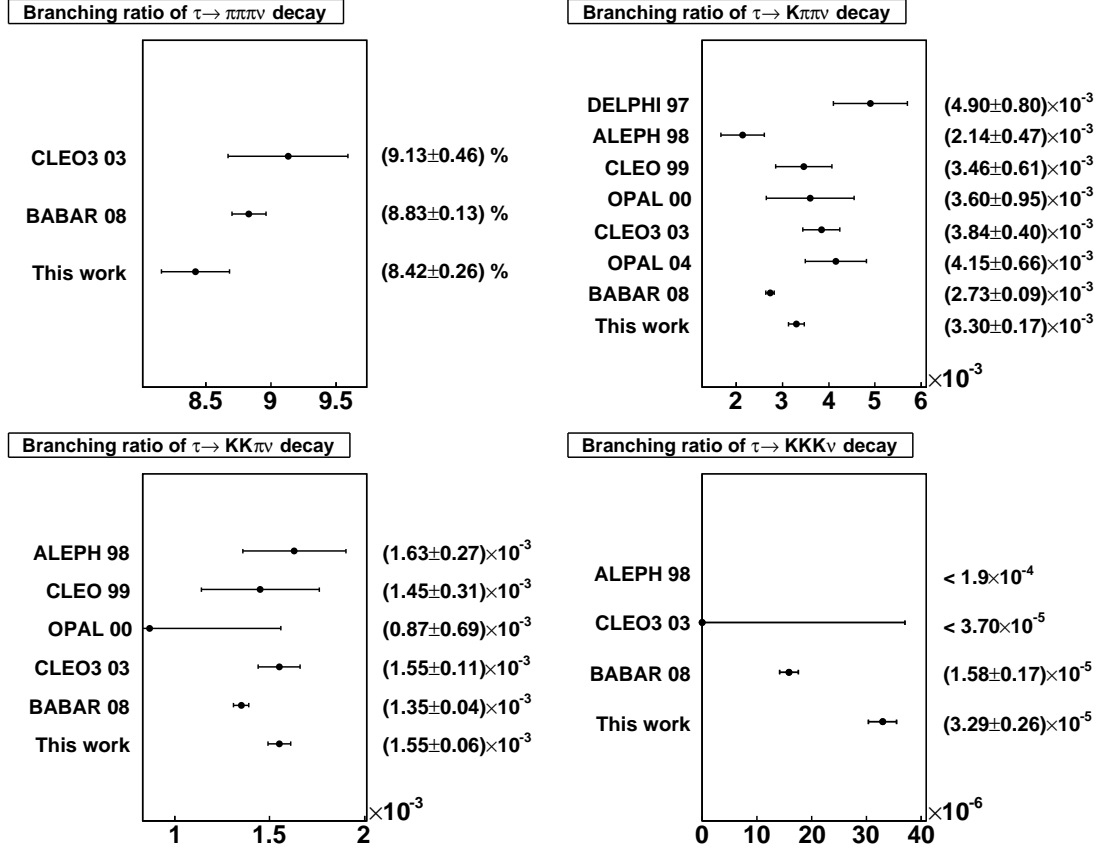 Branching ratio of τ→ πππν decay
CLEO3 03 (9.13±0.46) %
BABAR 08 (8.83±0.13) %
This work (8.42±0.26) %
8.5 9 9.5
Branching ratio of τ→ Kππν decay
DELPHI 97 (4.90±0.80)×10⁻³
ALEPH 98 (2.14±0.47)×10⁻³
CLEO 99 (3.46±0.61)×10⁻³
OPAL 00 (3.60±0.95)×10⁻³
CLEO3 03 (3.84±0.40)×10⁻³
OPAL 04 (4.15±0.66)×10⁻³
BABAR 08 (2.73±0.09)×10⁻³
This work (3.30±0.17)×10⁻³
×10⁻³
2 3 4 5 6
Branching ratio of τ→ KKπν decay
ALEPH 98 (1.63±0.27)×10⁻³
CLEO 99 (1.45±0.31)×10⁻³
OPAL 00 (0.87±0.69)×10⁻³
CLEO3 03 (1.55±0.11)×10⁻³
BABAR 08 (1.35±0.04)×10⁻³
This work (1.55±0.06)×10⁻³
×10⁻³
1 1.5 2
Branching ratio of τ→ KKKν decay
ALEPH 98 < 1.9×10⁻⁴
CLEO3 03 < 3.70×10⁻⁵
BABAR 08 (1.58±0.17)×10⁻⁵
This work (3.29±0.26)×10⁻⁵
×10⁻⁶
0 10 20 30 40